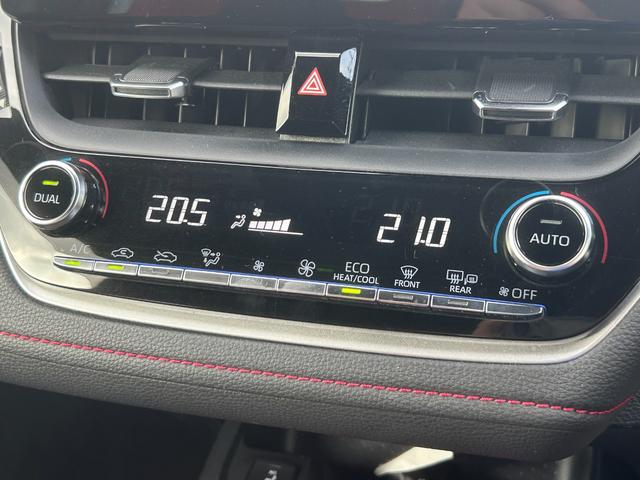 DUAL
20.5
21.0
AUTO
A/C
ECO
HEAT/COOL
FRONT
REAR
OFF